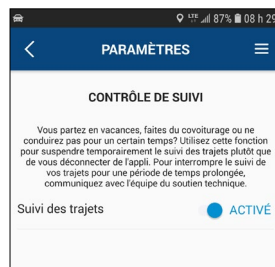 LTE 87% 08 h 29
PARAMÈTRES
CONTRÔLE DE SUIVI
Vous partez en vacances, faites du covoiturage ou ne
conduirez pas pour un certain temps? Utilisez cette fonction
pour suspendre temporairement le suivi des trajets plutôt que
de vous déconnecter de l'appli. Pour interrompre le suivi de
vos trajets pour une période de temps prolongée,
communiquez avec l'équipe du soutien technique.
Suivi des trajets ACTIVÉ